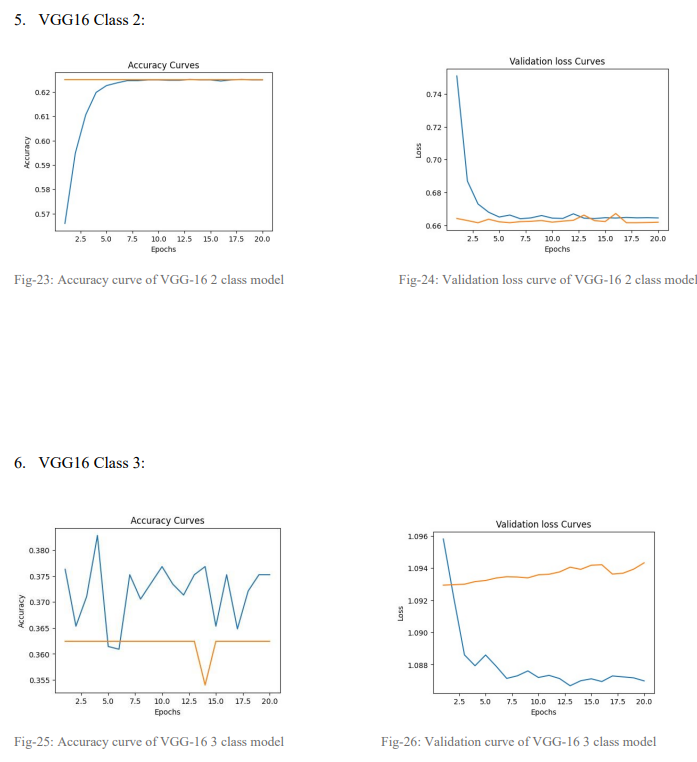 5. VGG16 Class 2:
Accuracy Curves
0.62
0.61
0.60
0.59
0.58
0.57
Accuracy
2.5 5.0 7.5 10.0 12.5 15.0 17.5 20.0
Epochs
Validation loss Curves
0.74
0.72
0.70
0.68
0.66
Loss
2.5 5.0 7.5 10.0 12.5 15.0 17.5 20.0
Epochs
Fig-23: Accuracy curve of VGG-16 2 class model
Fig-24: Validation loss curve of VGG-16 2 class model
6. VGG16 Class 3:
Accuracy Curves
0.380
0.375
0.370
0.365
0.360
0.355
Accuracy
2.5 5.0 7.5 10.0 12.5 15.0 17.5 20.0
Epochs
Validation loss Curves
1.096
1.094
1.092
1.090
1.088
Loss
2.5 5.0 7.5 10.0 12.5 15.0 17.5 20.0
Epochs
Fig-25: Accuracy curve of VGG-16 3 class model
Fig-26: Validation curve of VGG-16 3 class model